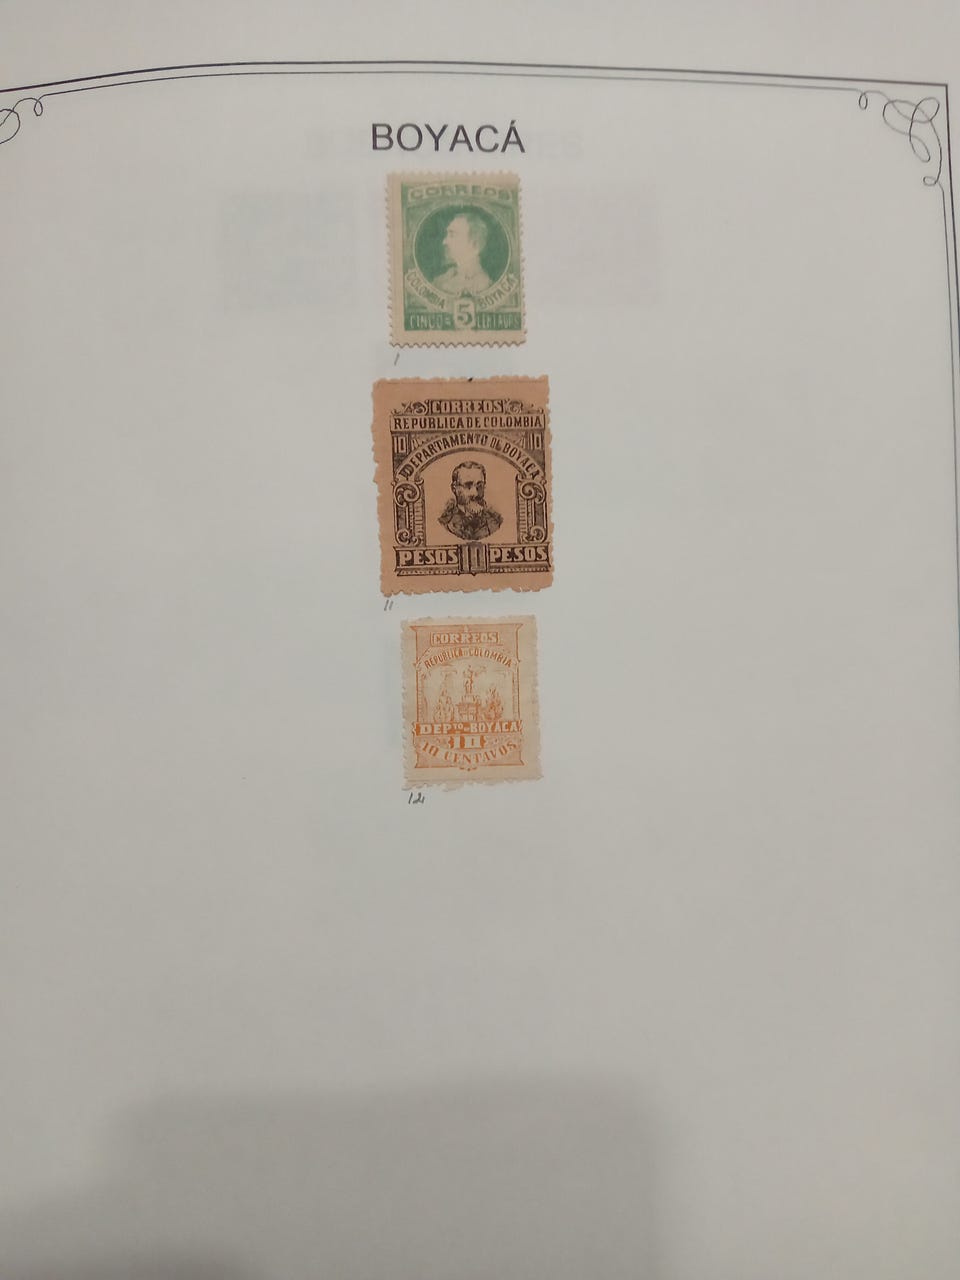 BOYACÁ
CORREOS
COLOMBIA BOYACA
5
CINCO CENTAVOS
1
CORREOS
REPUBLICA DE COLOMBIA
10 10
DEPARTAMENTO DE BOYACA
PESOS 10 PESOS
11
CORREOS
REPUBLICA DE COLOMBIA
DEPTO DE BOYACA
10
10 CENTAVOS
12